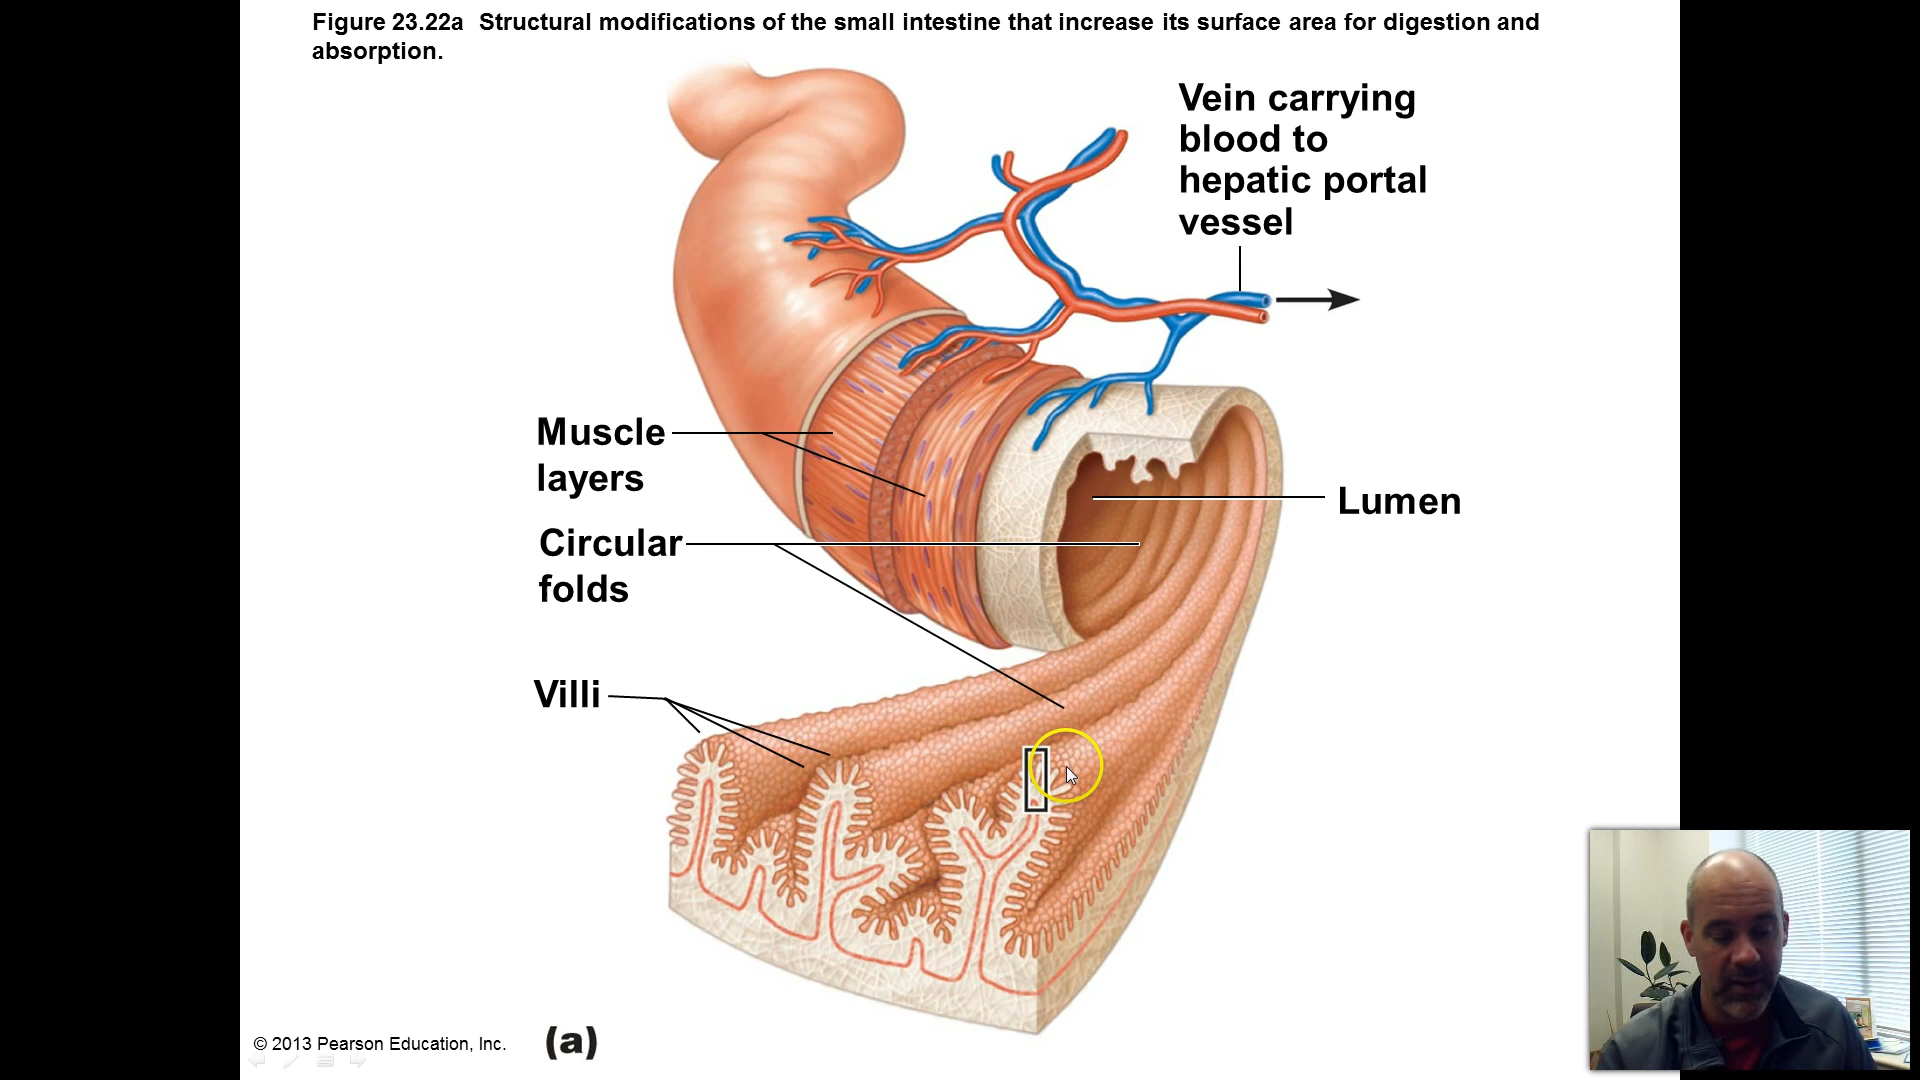 Figure 23.22a Structural modifications of the small intestine that increase its surface area for digestion and
absorption.
Vein carrying
blood to
hepatic portal
vessel
Muscle
layers
Lumen
Circular
folds
Villi
© 2013 Pearson Education, Inc.
(a)